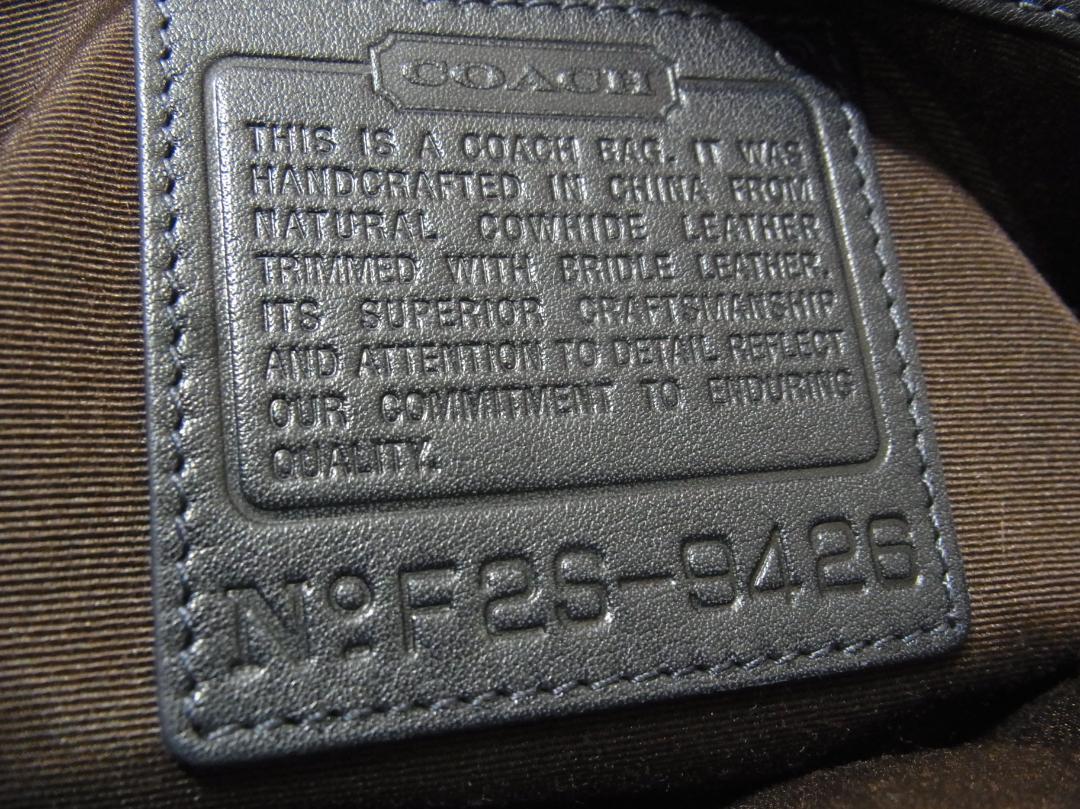 COACH
THIS IS A COACH BAG. IT WAS
HANDCRAFTED IN CHINA FROM
NATURAL COWHIDE LEATHER
TRIMMED WITH BRIDLE LEATHER.
ITS SUPERIOR CRAFTSMANSHIP
AND ATTENTION TO DETAIL REFLECT
OUR COMMITMENT TO ENDURING
QUALITY.
NºF2S-9426